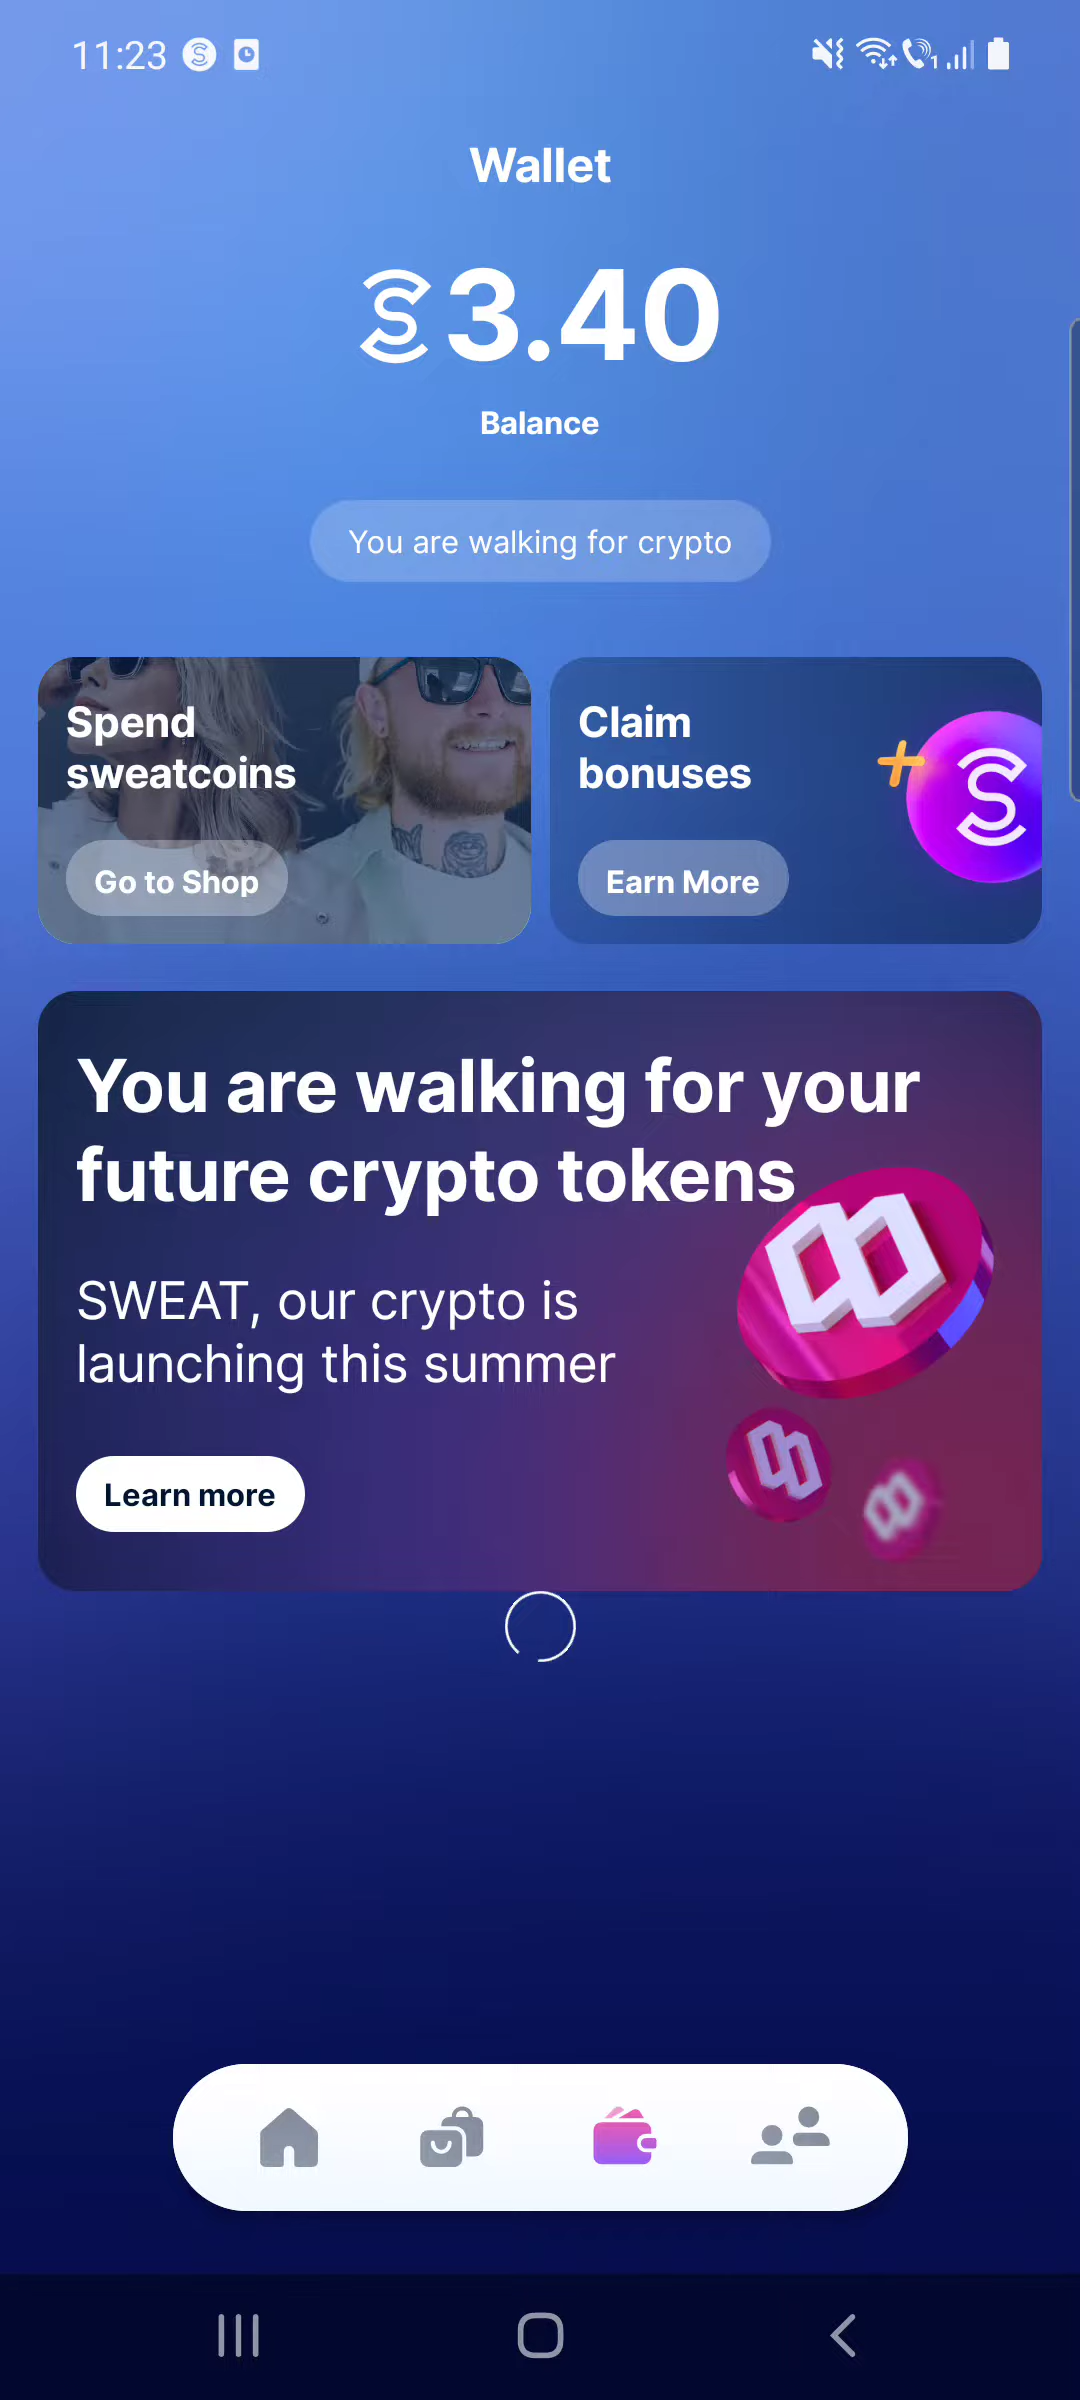 11:23
Wallet
3.40
Balance
You are walking for crypto
Spend
sweatcoins
Go to Shop
Claim
bonuses
Earn More
You are walking for your
future crypto tokens
SWEAT, our crypto is
launching this summer
Learn more